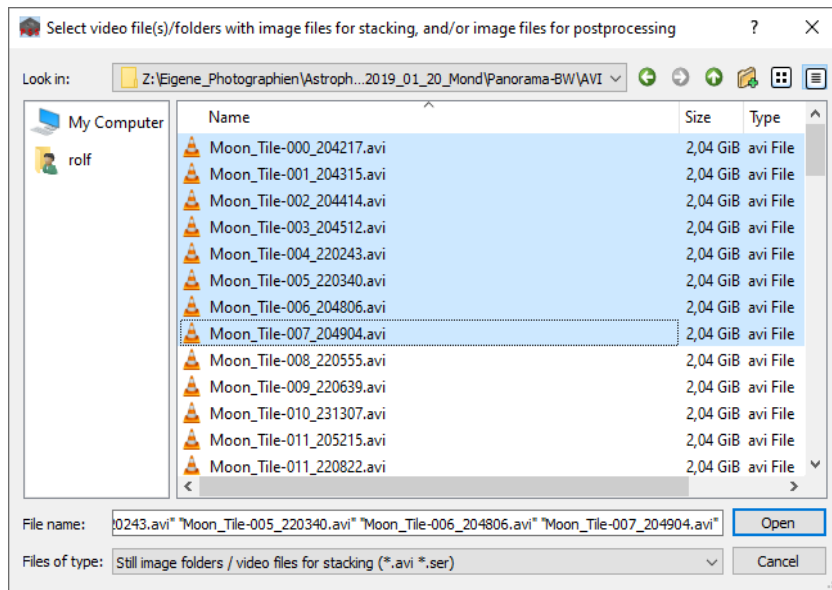 Select video file(s)/folders with image files for stacking, and/or image files for postprocessing
Look in: Z:\Eigene_Photographien\Astroph...2019_01_20_Mond\Panorama-BW\AVI
My Computer
rolf
Name Size Type
Moon_Tile-000_204217.avi 2,04 GiB avi File
Moon_Tile-001_204315.avi 2,04 GiB avi File
Moon_Tile-002_204414.avi 2,04 GiB avi File
Moon_Tile-003_204512.avi 2,04 GiB avi File
Moon_Tile-004_220243.avi 2,04 GiB avi File
Moon_Tile-005_220340.avi 2,04 GiB avi File
Moon_Tile-006_204806.avi 2,04 GiB avi File
Moon_Tile-007_204904.avi 2,04 GiB avi File
Moon_Tile-008_220555.avi 2,04 GiB avi File
Moon_Tile-009_220639.avi 2,04 GiB avi File
Moon_Tile-010_231307.avi 2,04 GiB avi File
Moon_Tile-011_205215.avi 2,04 GiB avi File
Moon_Tile-011_220822.avi 2,04 GiB avi File
File name: 20243.avi" "Moon_Tile-005_220340.avi" "Moon_Tile-006_204806.avi" "Moon_Tile-007_204904.avi"
Open
Files of type: Still image folders / video files for stacking (*.avi *.ser)
Cancel